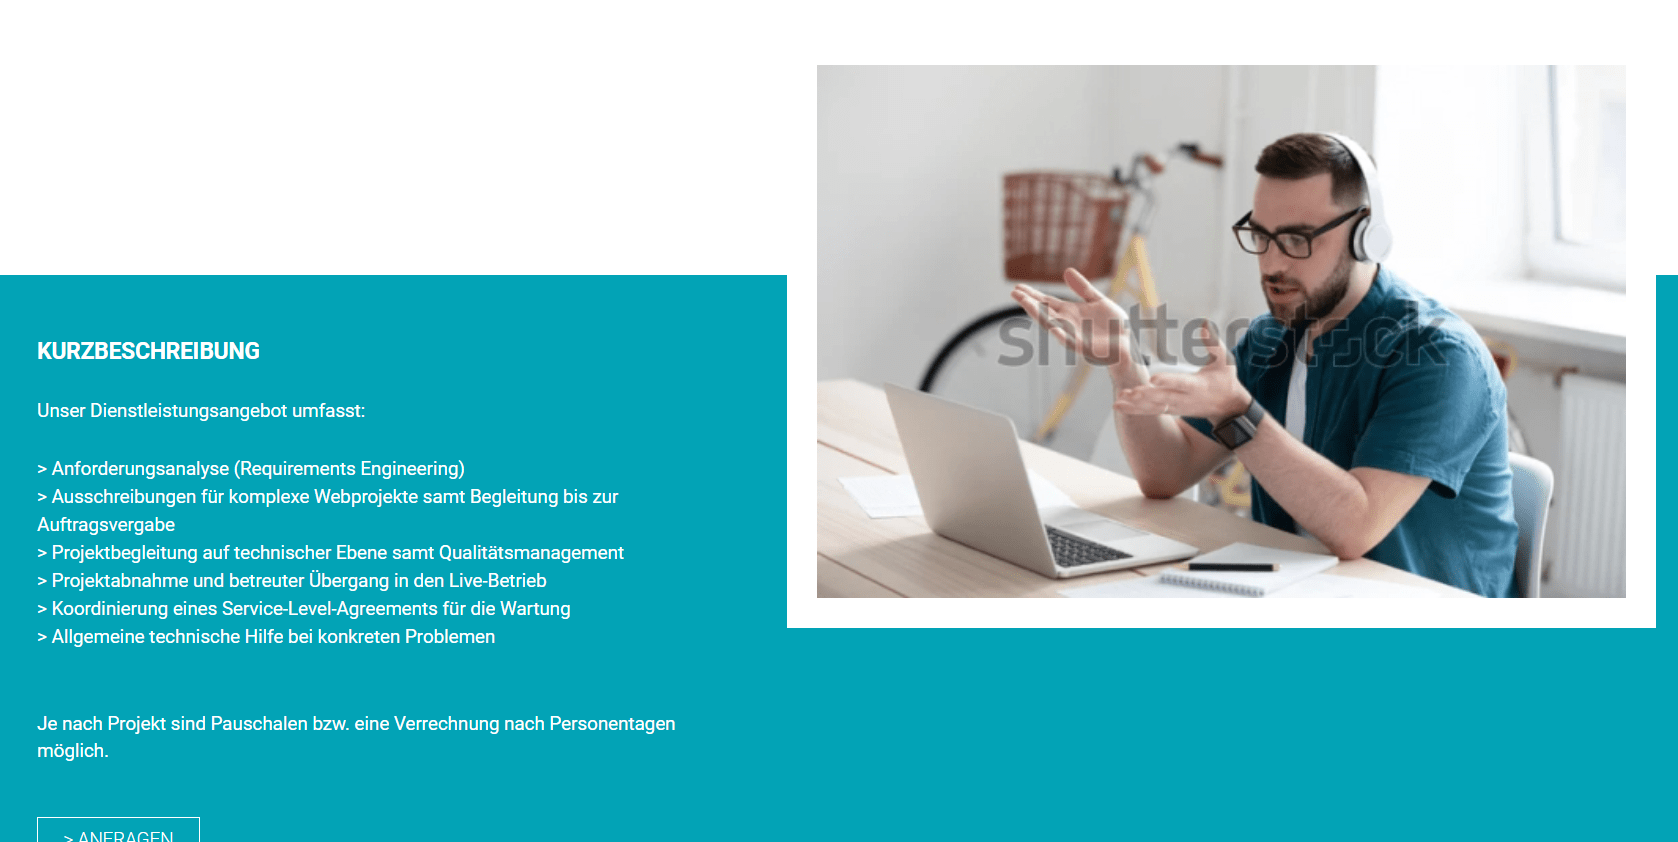 KURZBESCHREIBUNG
Unser Dienstleistungsangebot umfasst:
> Anforderungsanalyse (Requirements Engineering)
> Ausschreibungen für komplexe Webprojekte samt Begleitung bis zur
Auftragsvergabe
> Projektbegleitung auf technischer Ebene samt Qualitätsmanagement
> Projektabnahme und betreuter Übergang in den Live-Betrieb
> Koordinierung eines Service-Level-Agreements für die Wartung
> Allgemeine technische Hilfe bei konkreten Problemen
Je nach Projekt sind Pauschalen bzw. eine Verrechnung nach Personentagen
möglich.
> ANFRAGEN
shutterstock